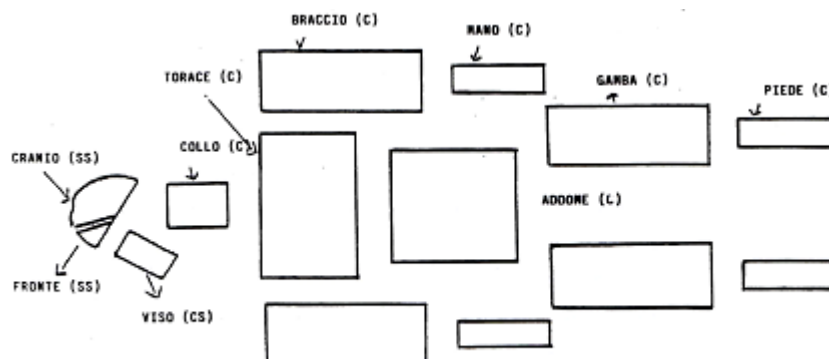 BRACCIO (C)
MANO (C)
TORACE (C)
GAMBA (C)
PIEDE (C
COLLO (C)
CRANIO (SS)
ADDOME (C)
FRONTE (SS)
VISO (CS)